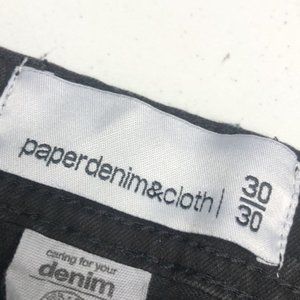 paperdenim&cloth| 30/30
caring for your
denim